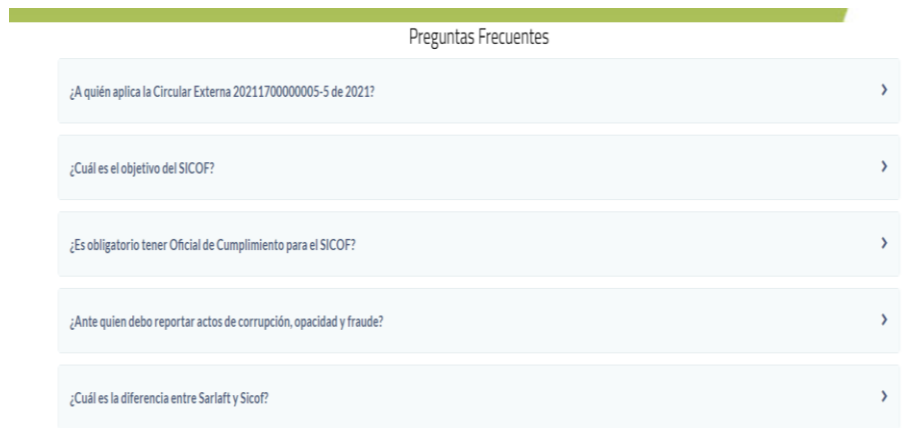 Preguntas Frecuentes
¿A quién aplica la Circular Externa 20211700000005-5 de 2021?
¿Cuál es el objetivo del SICOF?
¿Es obligatorio tener Oficial de Cumplimiento para el SICOF?
¿Ante quien debo reportar actos de corrupción, opacidad y fraude?
¿Cuál es la diferencia entre Sarlaft y Sicof?